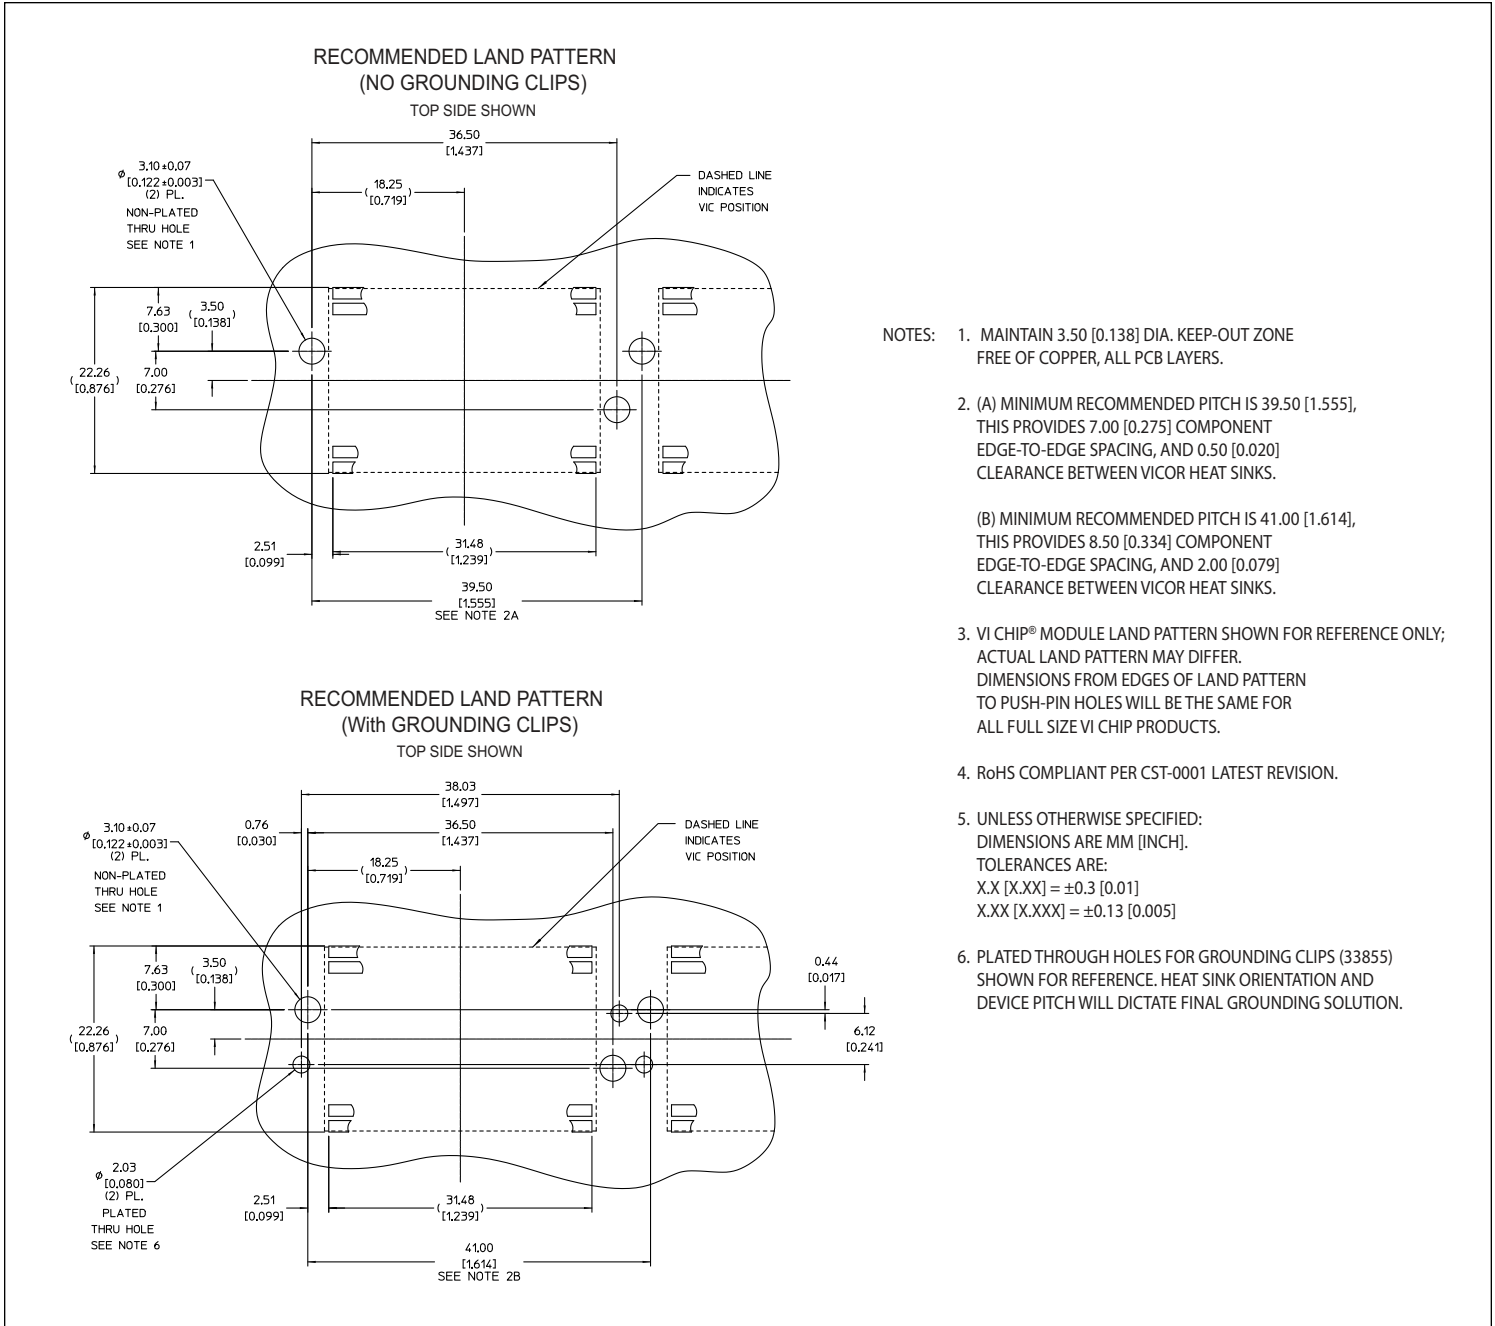 RECOMMENDED LAND PATTERN
(NO GROUNDING CLIPS)
TOP SIDE SHOWN
36.50
[1.437]
⌀ 3.10±0.07
[0.122±0.003]
(2) PL.
NON-PLATED
THRU HOLE
SEE NOTE 1
(18.25
[0.719])
DASHED LINE
INDICATES
VIC POSITION
7.63
[0.300]
(3.50
[0.138])
(22.26
[0.876])
7.00
[0.276]
2.51
[0.099]
(31.48
[1.239])
39.50
[1.555]
SEE NOTE 2A
RECOMMENDED LAND PATTERN
(With GROUNDING CLIPS)
TOP SIDE SHOWN
38.03
[1.497]
⌀ 3.10±0.07
[0.122±0.003]
(2) PL.
NON-PLATED
THRU HOLE
SEE NOTE 1
0.76
[0.030]
36.50
[1.437]
(18.25
[0.719])
DASHED LINE
INDICATES
VIC POSITION
7.63
[0.300]
(3.50
[0.138])
(22.26
[0.876])
7.00
[0.276]
0.44
[0.017]
6.12
[0.241]
⌀ 2.03
[0.080]
(2) PL.
PLATED
THRU HOLE
SEE NOTE 6
2.51
[0.099]
(31.48
[1.239])
41.00
[1.614]
SEE NOTE 2B
NOTES: 1. MAINTAIN 3.50 [0.138] DIA. KEEP-OUT ZONE
FREE OF COPPER, ALL PCB LAYERS.
2. (A) MINIMUM RECOMMENDED PITCH IS 39.50 [1.555],
THIS PROVIDES 7.00 [0.275] COMPONENT
EDGE-TO-EDGE SPACING, AND 0.50 [0.020]
CLEARANCE BETWEEN VICOR HEAT SINKS.
(B) MINIMUM RECOMMENDED PITCH IS 41.00 [1.614],
THIS PROVIDES 8.50 [0.334] COMPONENT
EDGE-TO-EDGE SPACING, AND 2.00 [0.079]
CLEARANCE BETWEEN VICOR HEAT SINKS.
3. VI CHIP® MODULE LAND PATTERN SHOWN FOR REFERENCE ONLY;
ACTUAL LAND PATTERN MAY DIFFER.
DIMENSIONS FROM EDGES OF LAND PATTERN
TO PUSH-PIN HOLES WILL BE THE SAME FOR
ALL FULL SIZE VI CHIP PRODUCTS.
4. RoHS COMPLIANT PER CST-0001 LATEST REVISION.
5. UNLESS OTHERWISE SPECIFIED:
DIMENSIONS ARE MM [INCH].
TOLERANCES ARE:
X.X [X.XX] = ±0.3 [0.01]
X.XX [X.XXX] = ±0.13 [0.005]
6. PLATED THROUGH HOLES FOR GROUNDING CLIPS (33855)
SHOWN FOR REFERENCE. HEAT SINK ORIENTATION AND
DEVICE PITCH WILL DICTATE FINAL GROUNDING SOLUTION.